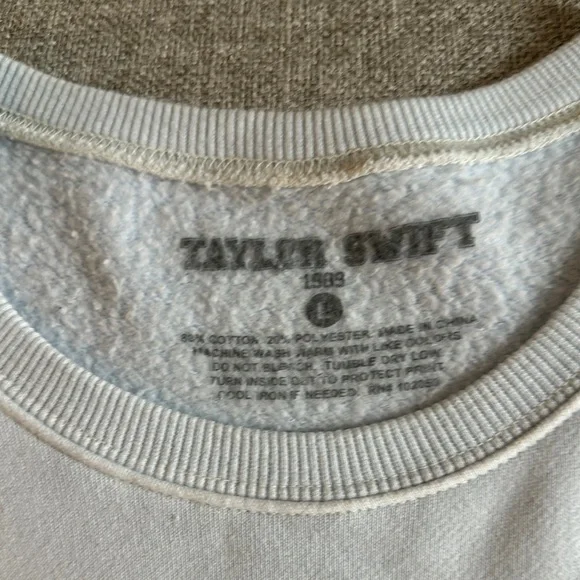 TAYLOR SWIFT
1989
L
80% COTTON 20% POLYESTER. MADE IN CHINA
MACHINE WASH WARM WITH LIKE COLORS
DO NOT BLEACH. TUMBLE DRY LOW.
TURN INSIDE OUT TO PROTECT PRINT.
COOL IRON IF NEEDED. RN#